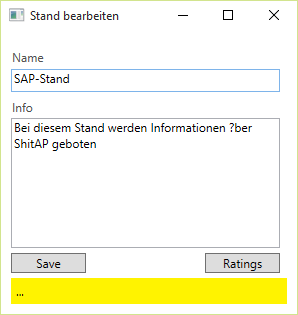 Stand bearbeiten
Name
SAP-Stand
Info
Bei diesem Stand werden Informationen ?ber
ShitAP geboten
Save Ratings
...